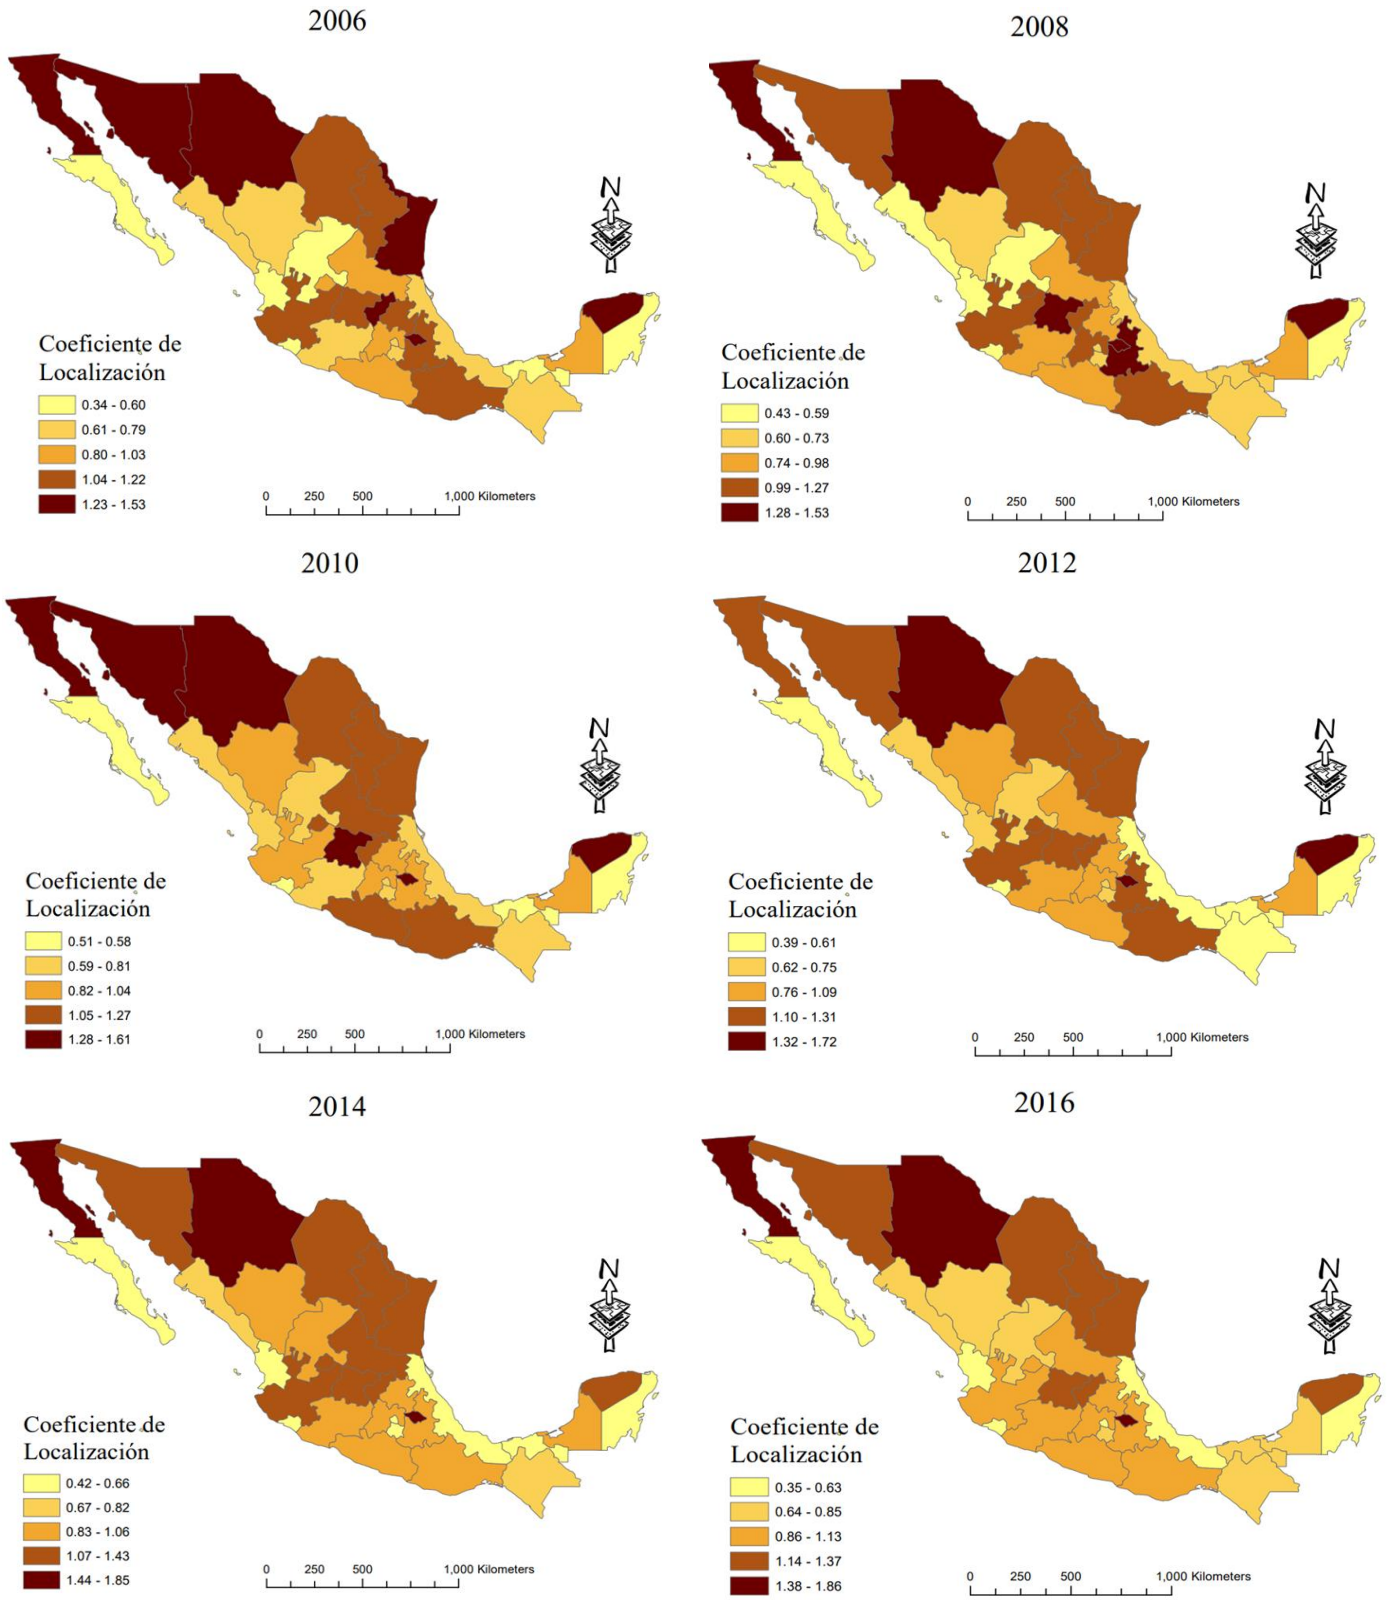 2006
N
Coeficiente de
Localización
0.34 - 0.60
0.61 - 0.79
0.80 - 1.03
1.04 - 1.22
1.23 - 1.53
0 250 500 1,000 Kilometers
2008
N
Coeficiente de
Localización
0.43 - 0.59
0.60 - 0.73
0.74 - 0.98
0.99 - 1.27
1.28 - 1.53
0 250 500 1,000 Kilometers
2010
N
Coeficiente de
Localización
0.51 - 0.58
0.59 - 0.81
0.82 - 1.04
1.05 - 1.27
1.28 - 1.61
0 250 500 1,000 Kilometers
2012
N
Coeficiente de
Localización
0.39 - 0.61
0.62 - 0.75
0.76 - 1.09
1.10 - 1.31
1.32 - 1.72
0 250 500 1,000 Kilometers
2014
N
Coeficiente de
Localización
0.42 - 0.66
0.67 - 0.82
0.83 - 1.06
1.07 - 1.43
1.44 - 1.85
0 250 500 1,000 Kilometers
2016
N
Coeficiente de
Localización
0.35 - 0.63
0.64 - 0.85
0.86 - 1.13
1.14 - 1.37
1.38 - 1.86
0 250 500 1,000 Kilometers